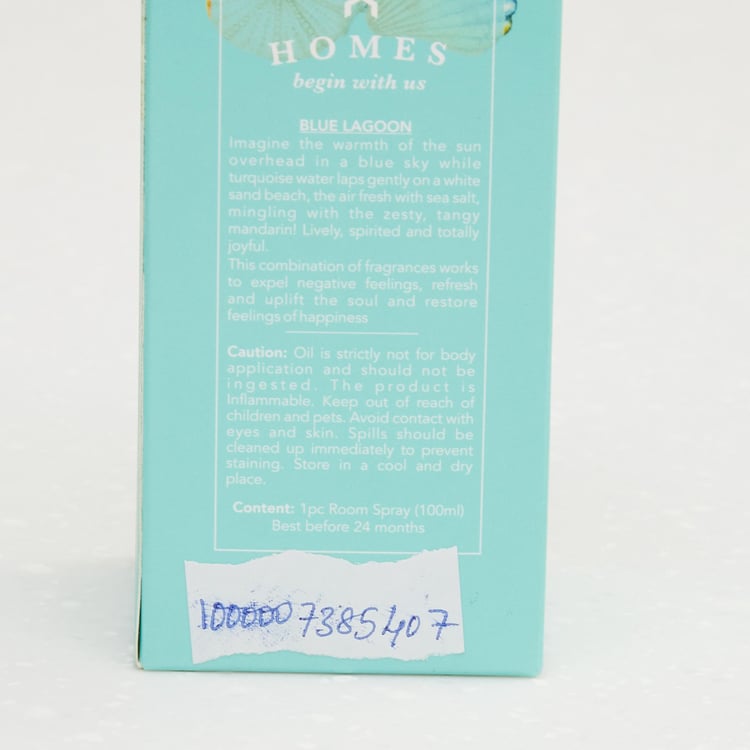 HOMES
begin with us
BLUE LAGOON
Imagine the warmth of the sun
overhead in a blue sky while
turquoise water laps gently on a white
sand beach, the air fresh with sea salt,
mingling with the zesty, tangy
mandarin! Lively, spirited and totally
joyful.
This combination of fragrances works
to expel negative feelings, refresh
and uplift the soul and restore
feelings of happiness
Caution: Oil is strictly not for body
application and should not be
ingested. The product is
Inflammable. Keep out of reach of
children and pets. Avoid contact with
eyes and skin. Spills should be
cleaned up immediately to prevent
staining. Store in a cool and dry
place.
Content: 1pc Room Spray (100ml)
Best before 24 months
1000007385407